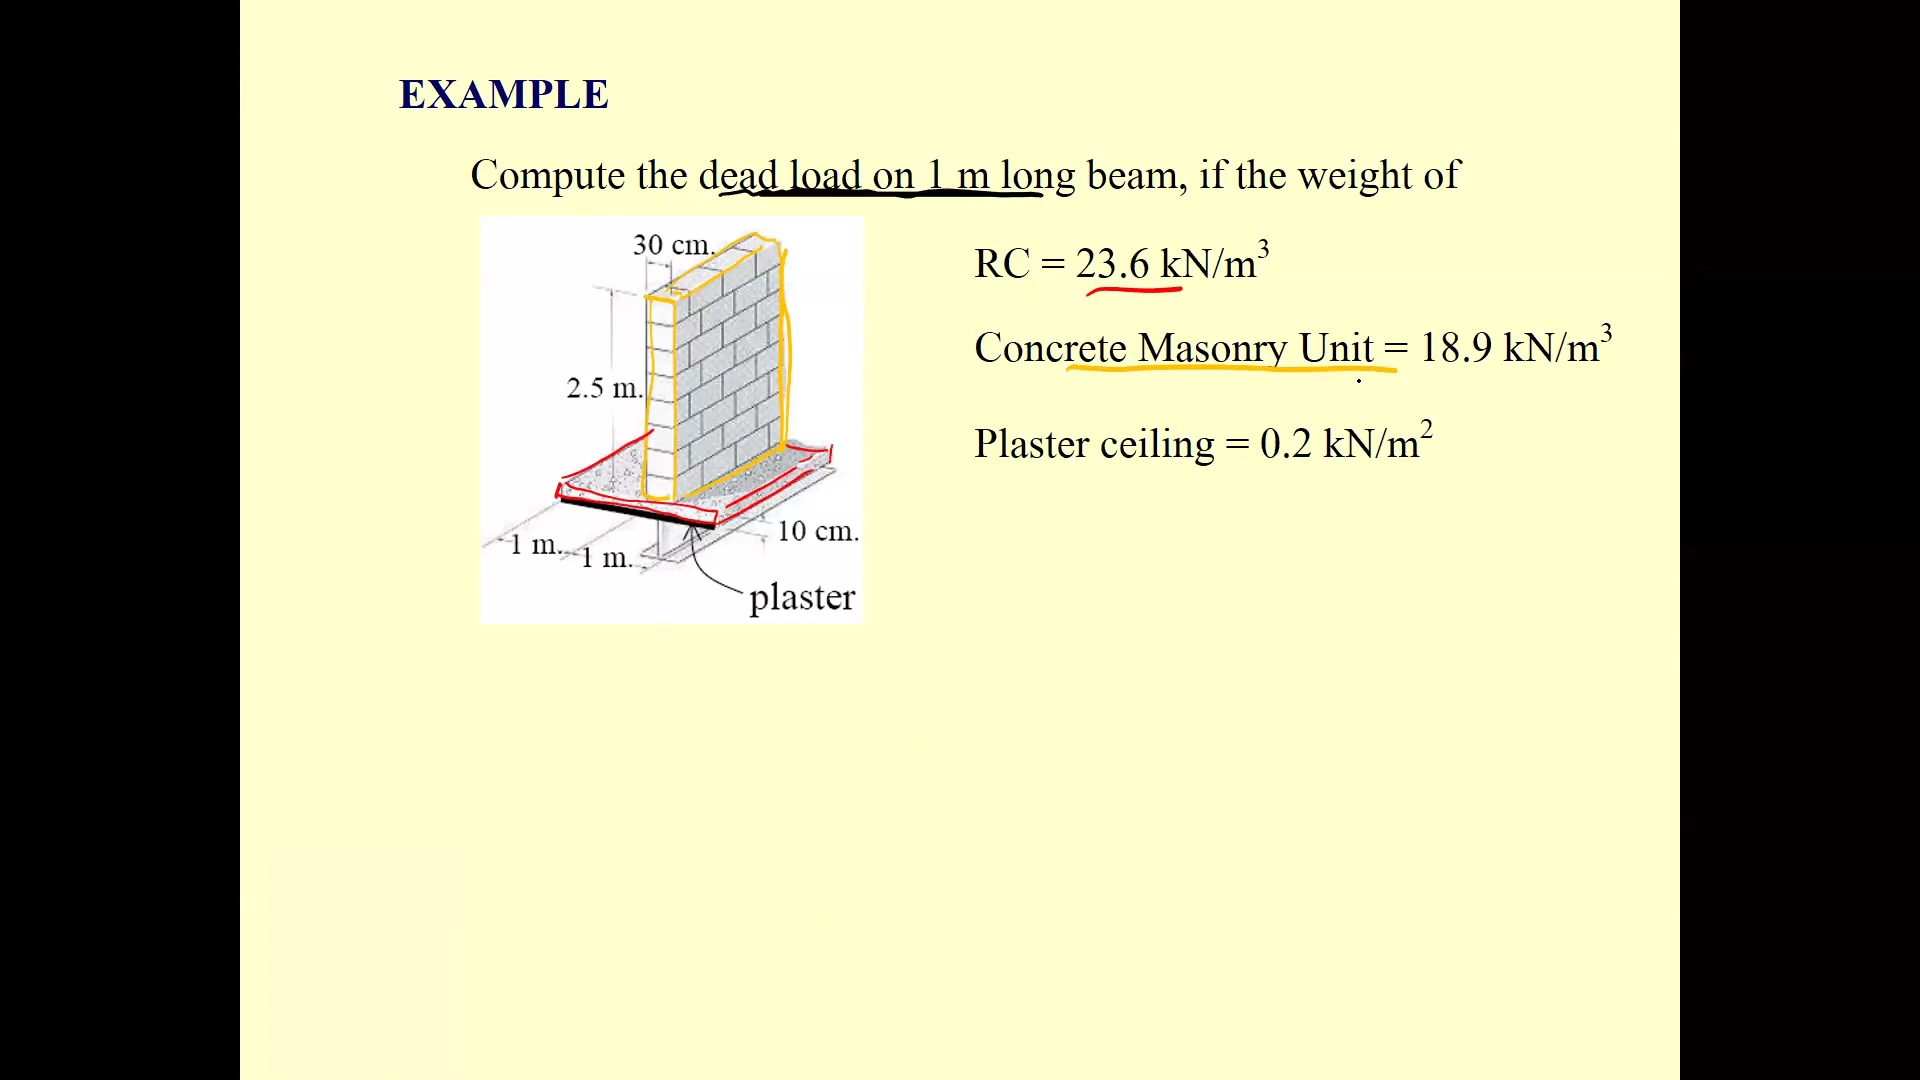 EXAMPLE
Compute the dead load on 1 m long beam, if the weight of
30 cm.
2.5 m.
1 m.
1 m.
10 cm.
plaster
RC = 23.6 kN/m³
Concrete Masonry Unit = 18.9 kN/m³
Plaster ceiling = 0.2 kN/m²